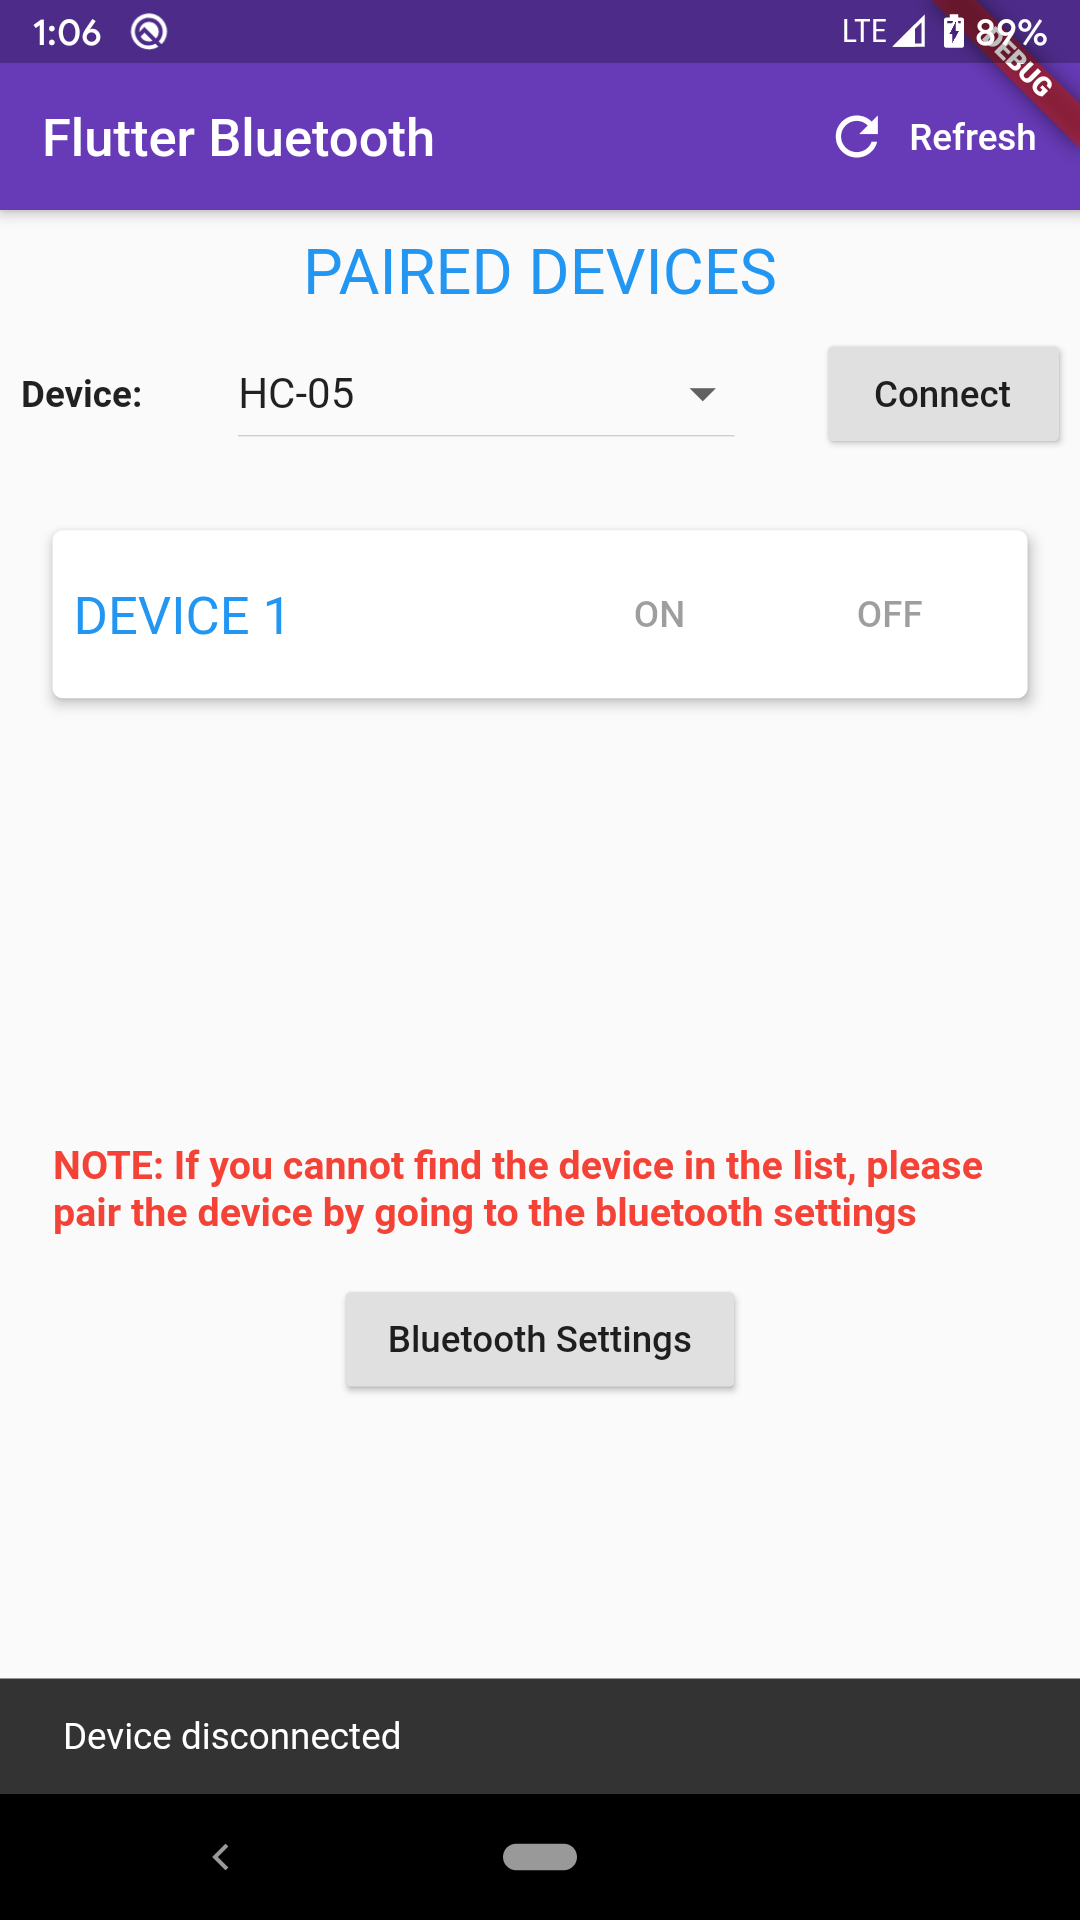 1:06 LTE 89%
DEBUG
Flutter Bluetooth Refresh
PAIRED DEVICES
Device: HC-05 Connect
DEVICE 1 ON OFF
NOTE: If you cannot find the device in the list, please
pair the device by going to the bluetooth settings
Bluetooth Settings
Device disconnected